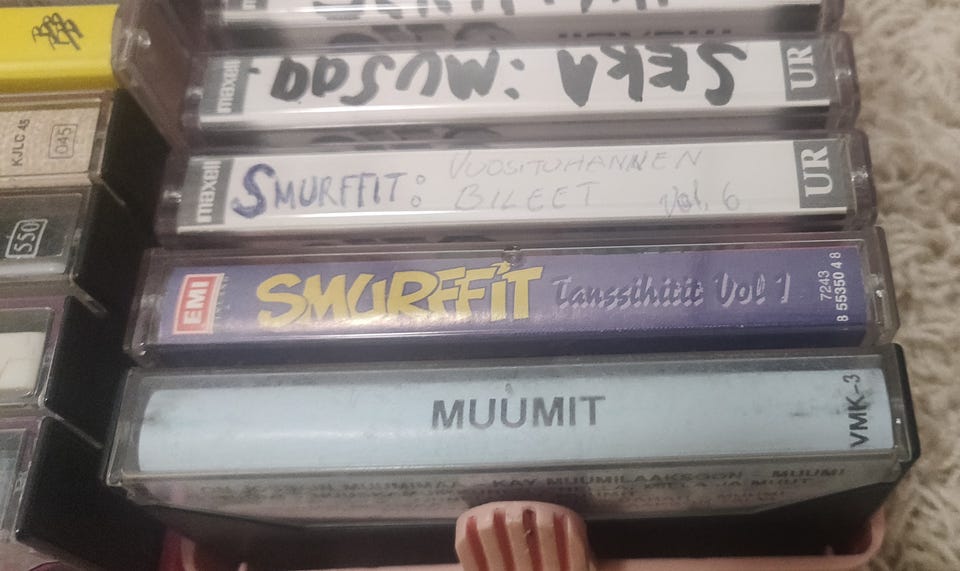 maxell
SEKA:MUSAA
UR
maxell
SMURFFIT:
VUOSITUHANNEN
BILEET Vol. 6
UR
EMI
SMURFFIT Tanssihitit Vol 1
7243
8 55350 4 8
MUUMIT
VMK-3
KJLC 45
045
550